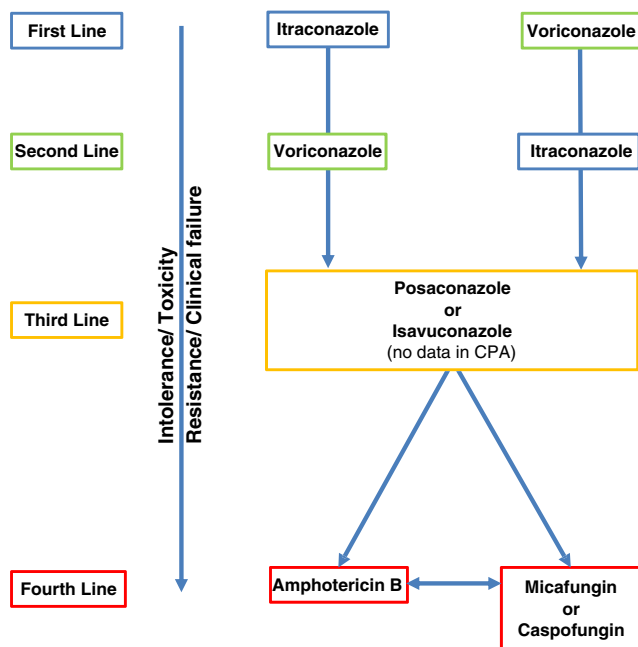 First Line
Itraconazole
Voriconazole
Second Line
Voriconazole
Itraconazole
Intolerance/ Toxicity
Resistance/ Clinical failure
Third Line
Posaconazole
or
Isavuconazole
(no data in CPA)
Fourth Line
Amphotericin B
Micafungin
or
Caspofungin